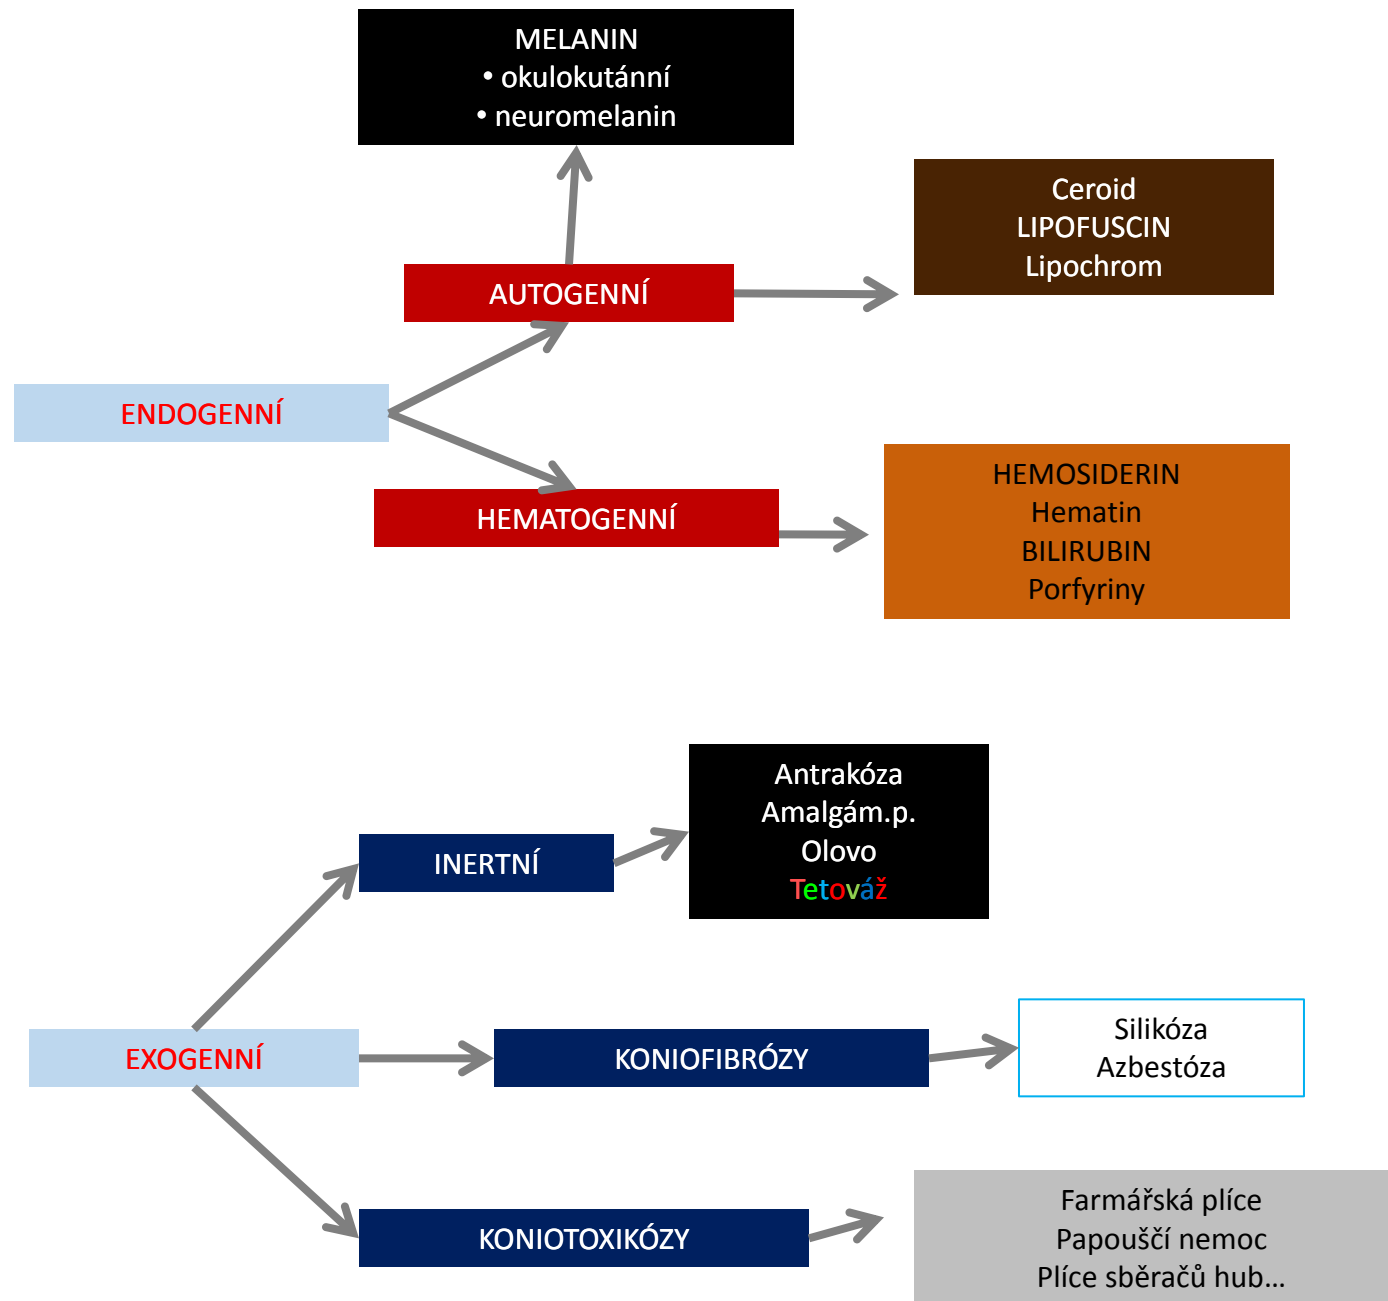 MELANIN
• okulokutánní
• neuromelanin
Ceroid
LIPOFUSCIN
Lipochrom
AUTOGENNÍ
ENDOGENNÍ
HEMATOGENNÍ
HEMOSIDERIN
Hematin
BILIRUBIN
Porfyriny
Antrakóza
Amalgám.p.
Olovo
Tetováž
INERTNÍ
EXOGENNÍ
KONIOFIBRÓZY
Silikóza
Azbestóza
KONIOTOXIKÓZY
Farmářská plíce
Papouščí nemoc
Plíce sběračů hub…